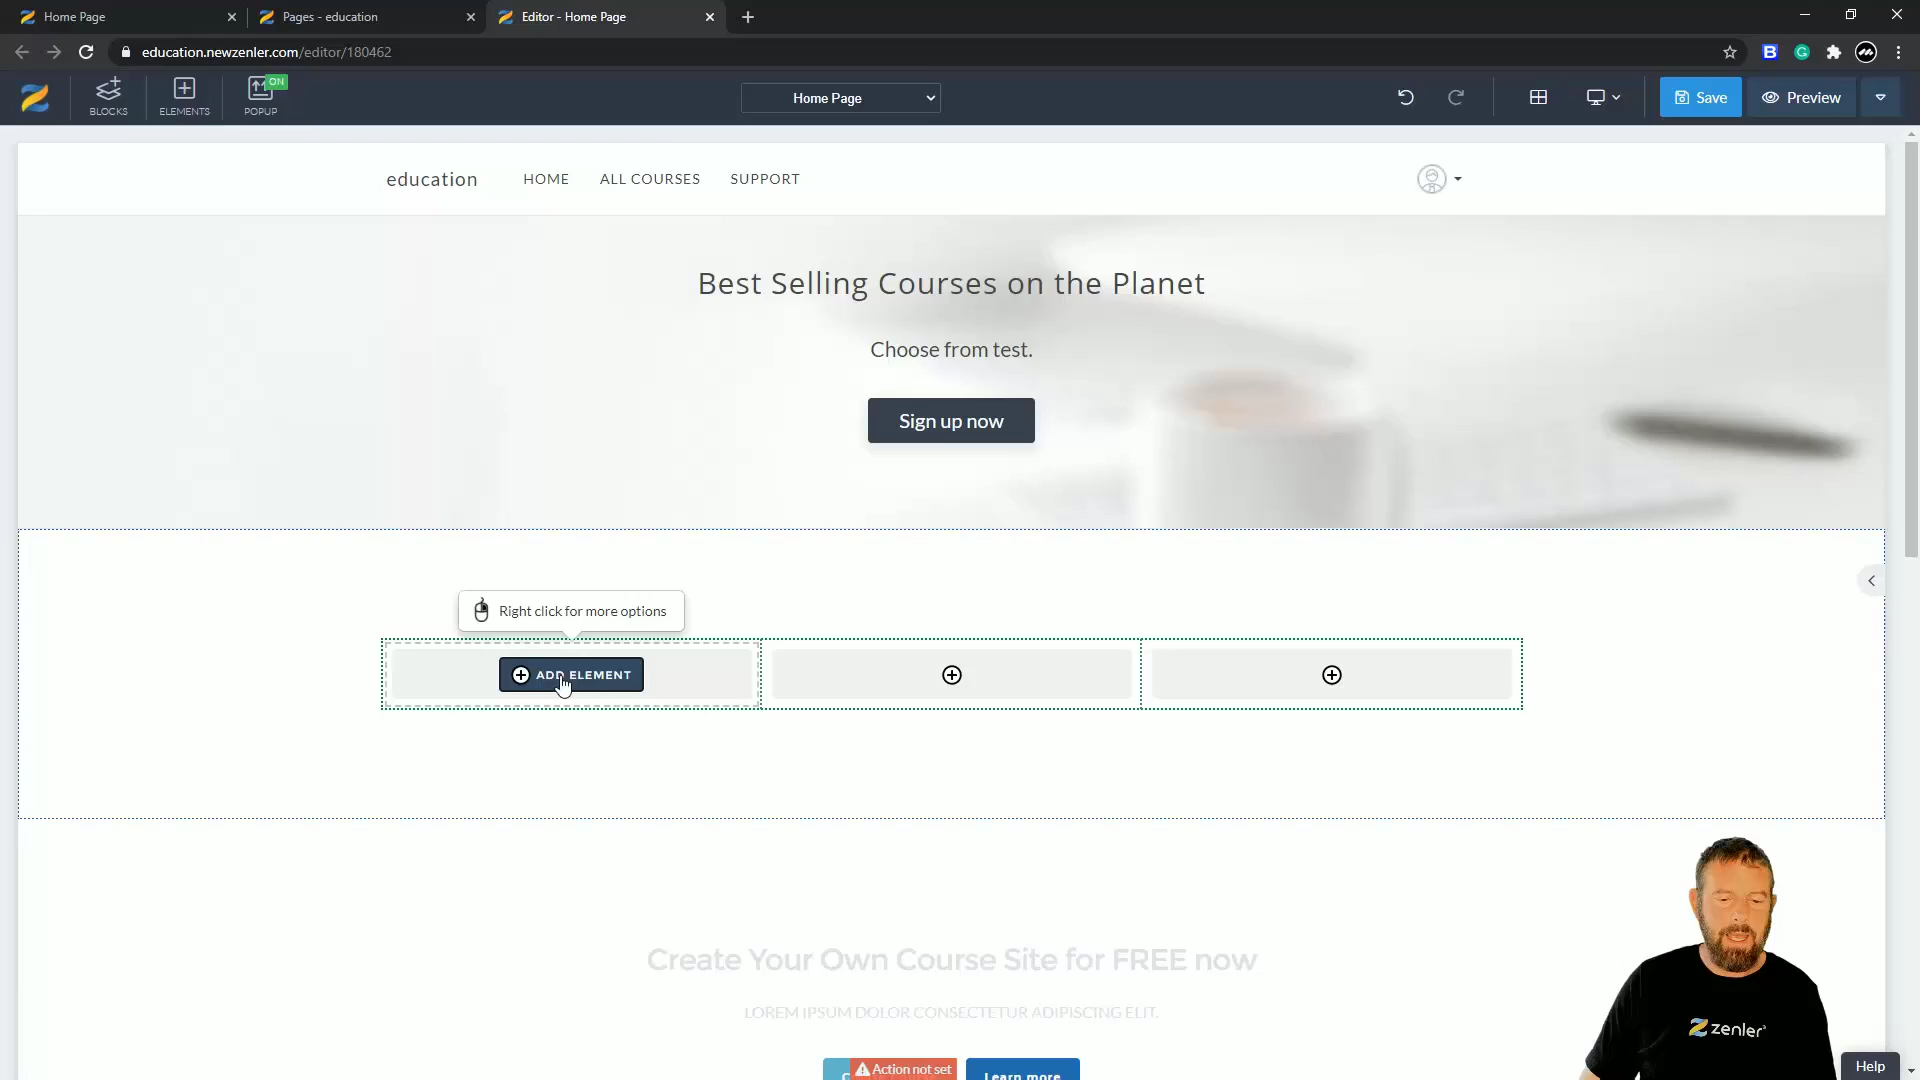 Home Page
Pages - education
Editor - Home Page
education.newzenler.com/editor/180462
BLOCKS
ELEMENTS
ON
POPUP
Home Page
Save
Preview
education
HOME
ALL COURSES
SUPPORT
Best Selling Courses on the Planet
Choose from test.
Sign up now
Right click for more options
ADD ELEMENT
Create Your Own Course Site for FREE now
LOREM IPSUM DOLOR CONSECTETUR ADIPISCING ELIT.
Action not set
Learn more
zenler
Help